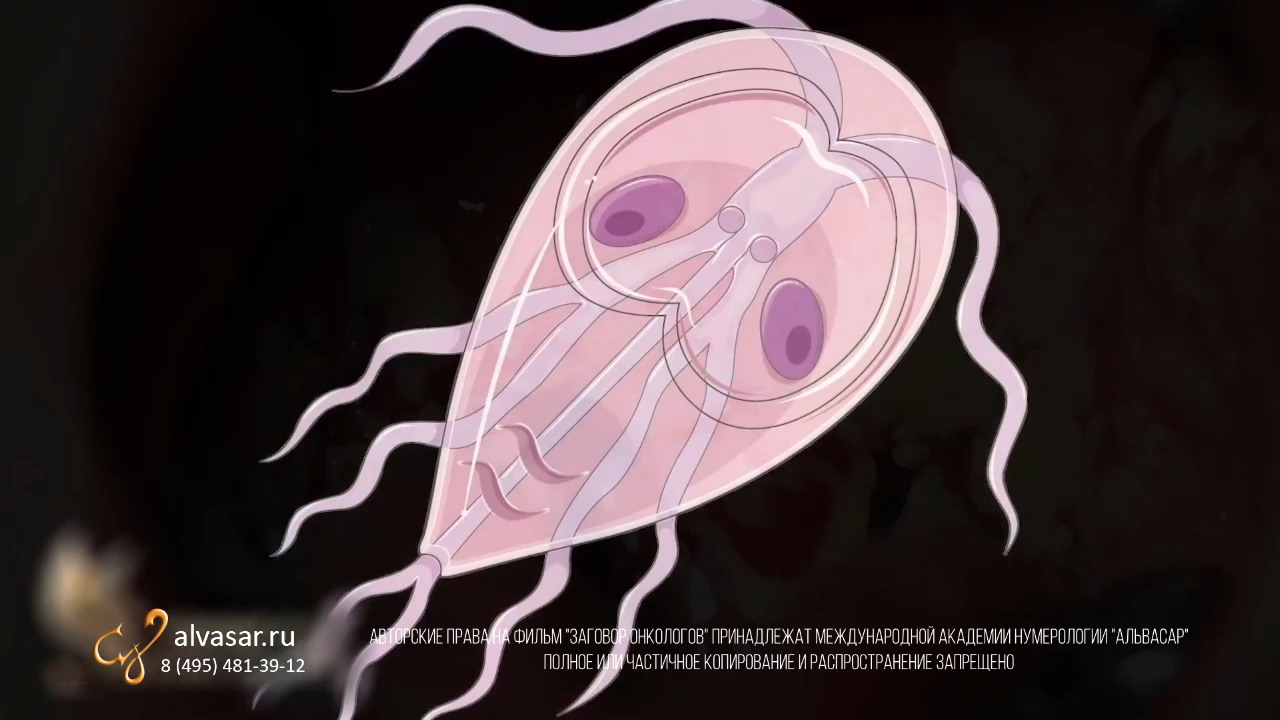 alvasar.ru
8 (495) 481-39-12
АВТОРСКИЕ ПРАВА НА ФИЛЬМ "ЗАГОВОР ОНКОЛОГОВ" ПРИНАДЛЕЖАТ МЕЖДУНАРОДНОЙ АКАДЕМИИ НУМЕРОЛОГИИ "АЛЬВАСАР"
ПОЛНОЕ ИЛИ ЧАСТИЧНОЕ КОПИРОВАНИЕ И РАСПРОСТРАНЕНИЕ ЗАПРЕЩЕНО